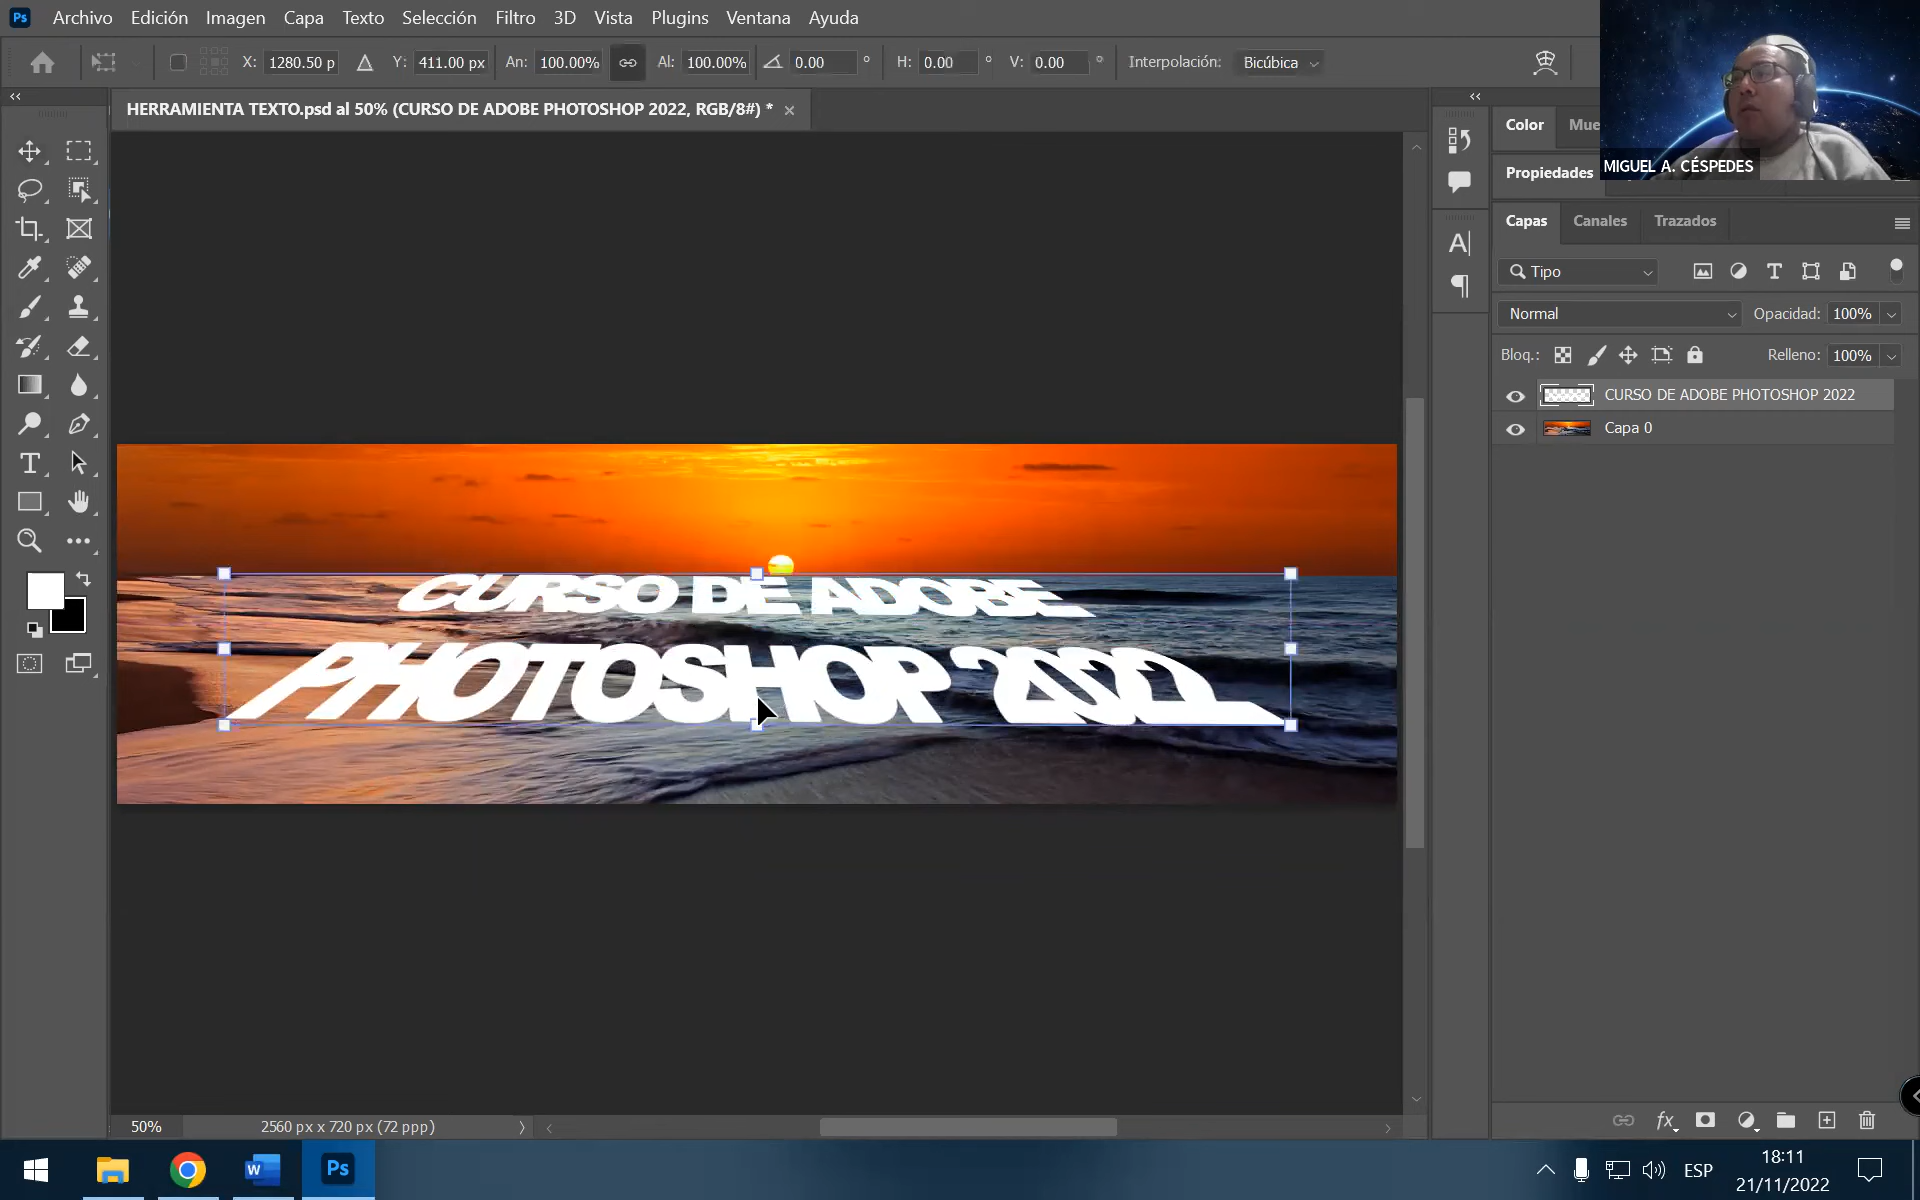 Ps Archivo Edición Imagen Capa Texto Selección Filtro 3D Vista Plugins Ventana Ayuda
X: 1280.50 p Y: 411.00 px An: 100.00% Al: 100.00% 0.00 ° H: 0.00 ° V: 0.00 ° Interpolación: Bicúbica
HERRAMIENTA TEXTO.psd al 50% (CURSO DE ADOBE PHOTOSHOP 2022, RGB/8#) * ×
Color Mue
MIGUEL A. CÉSPEDES
Propiedades
Capas Canales Trazados
Tipo
Normal Opacidad: 100%
Bloq.: Relleno: 100%
CURSO DE ADOBE PHOTOSHOP 2022
Capa 0
CURSO DE ADOBE
PHOTOSHOP 2022
50% 2560 px x 720 px (72 ppp)
fx
W Ps ESP 18:11
21/11/2022